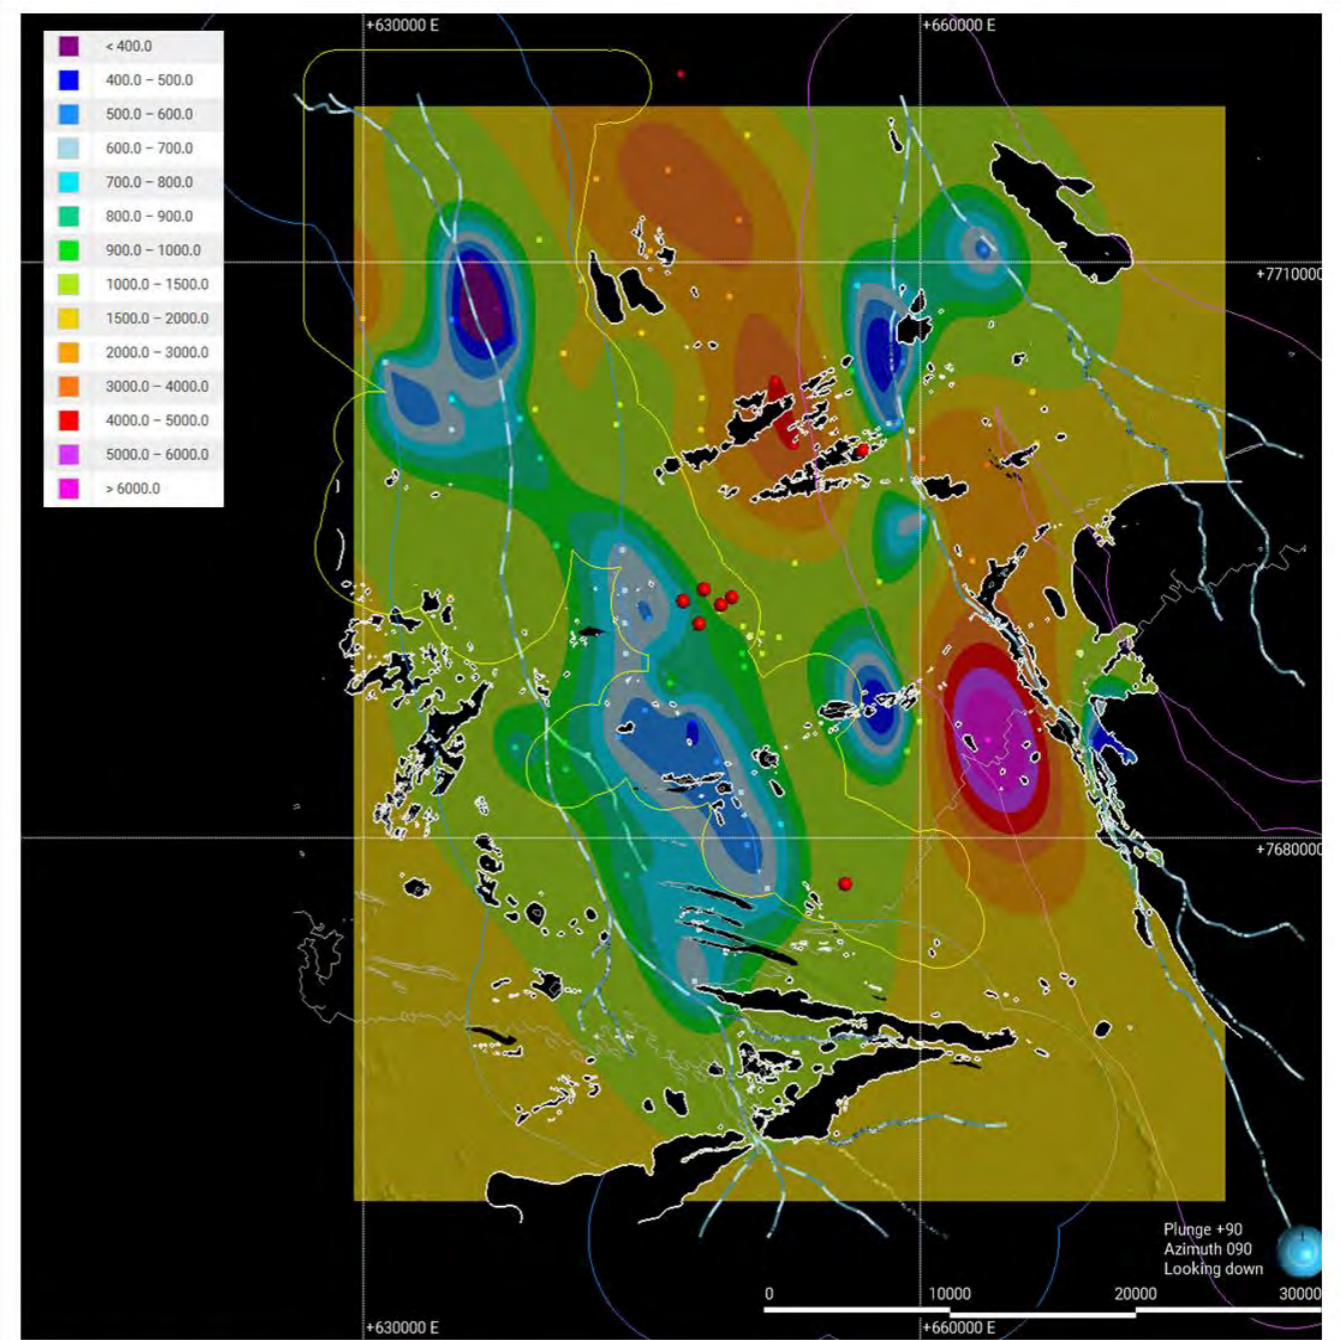 +630000 E
+660000 E
< 400.0
400.0 – 500.0
500.0 – 600.0
600.0 – 700.0
700.0 – 800.0
800.0 – 900.0
900.0 – 1000.0
1000.0 – 1500.0
1500.0 – 2000.0
2000.0 – 3000.0
3000.0 – 4000.0
4000.0 – 5000.0
5000.0 – 6000.0
> 6000.0
+7710000
+7680000
Plunge +90
Azimuth 090
Looking down
0 10000 20000 30000
+630000 E
+660000 E